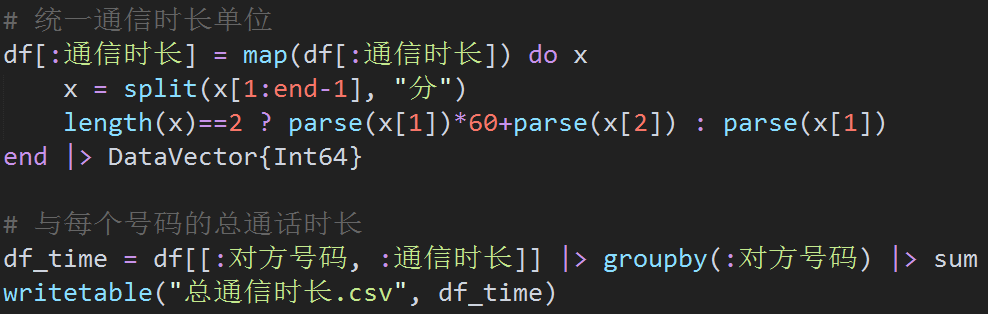 # 统一通信时长单位
df[:通信时长] = map(df[:通信时长]) do x
    x = split(x[1:end-1], "分")
    length(x)==2 ? parse(x[1])*60+parse(x[2]) : parse(x[1])
end |> DataVector{Int64}

# 与每个号码的总通话时长
df_time = df[[:对方号码, :通信时长]] |> groupby(:对方号码) |> sum
writetable("总通信时长.csv", df_time)